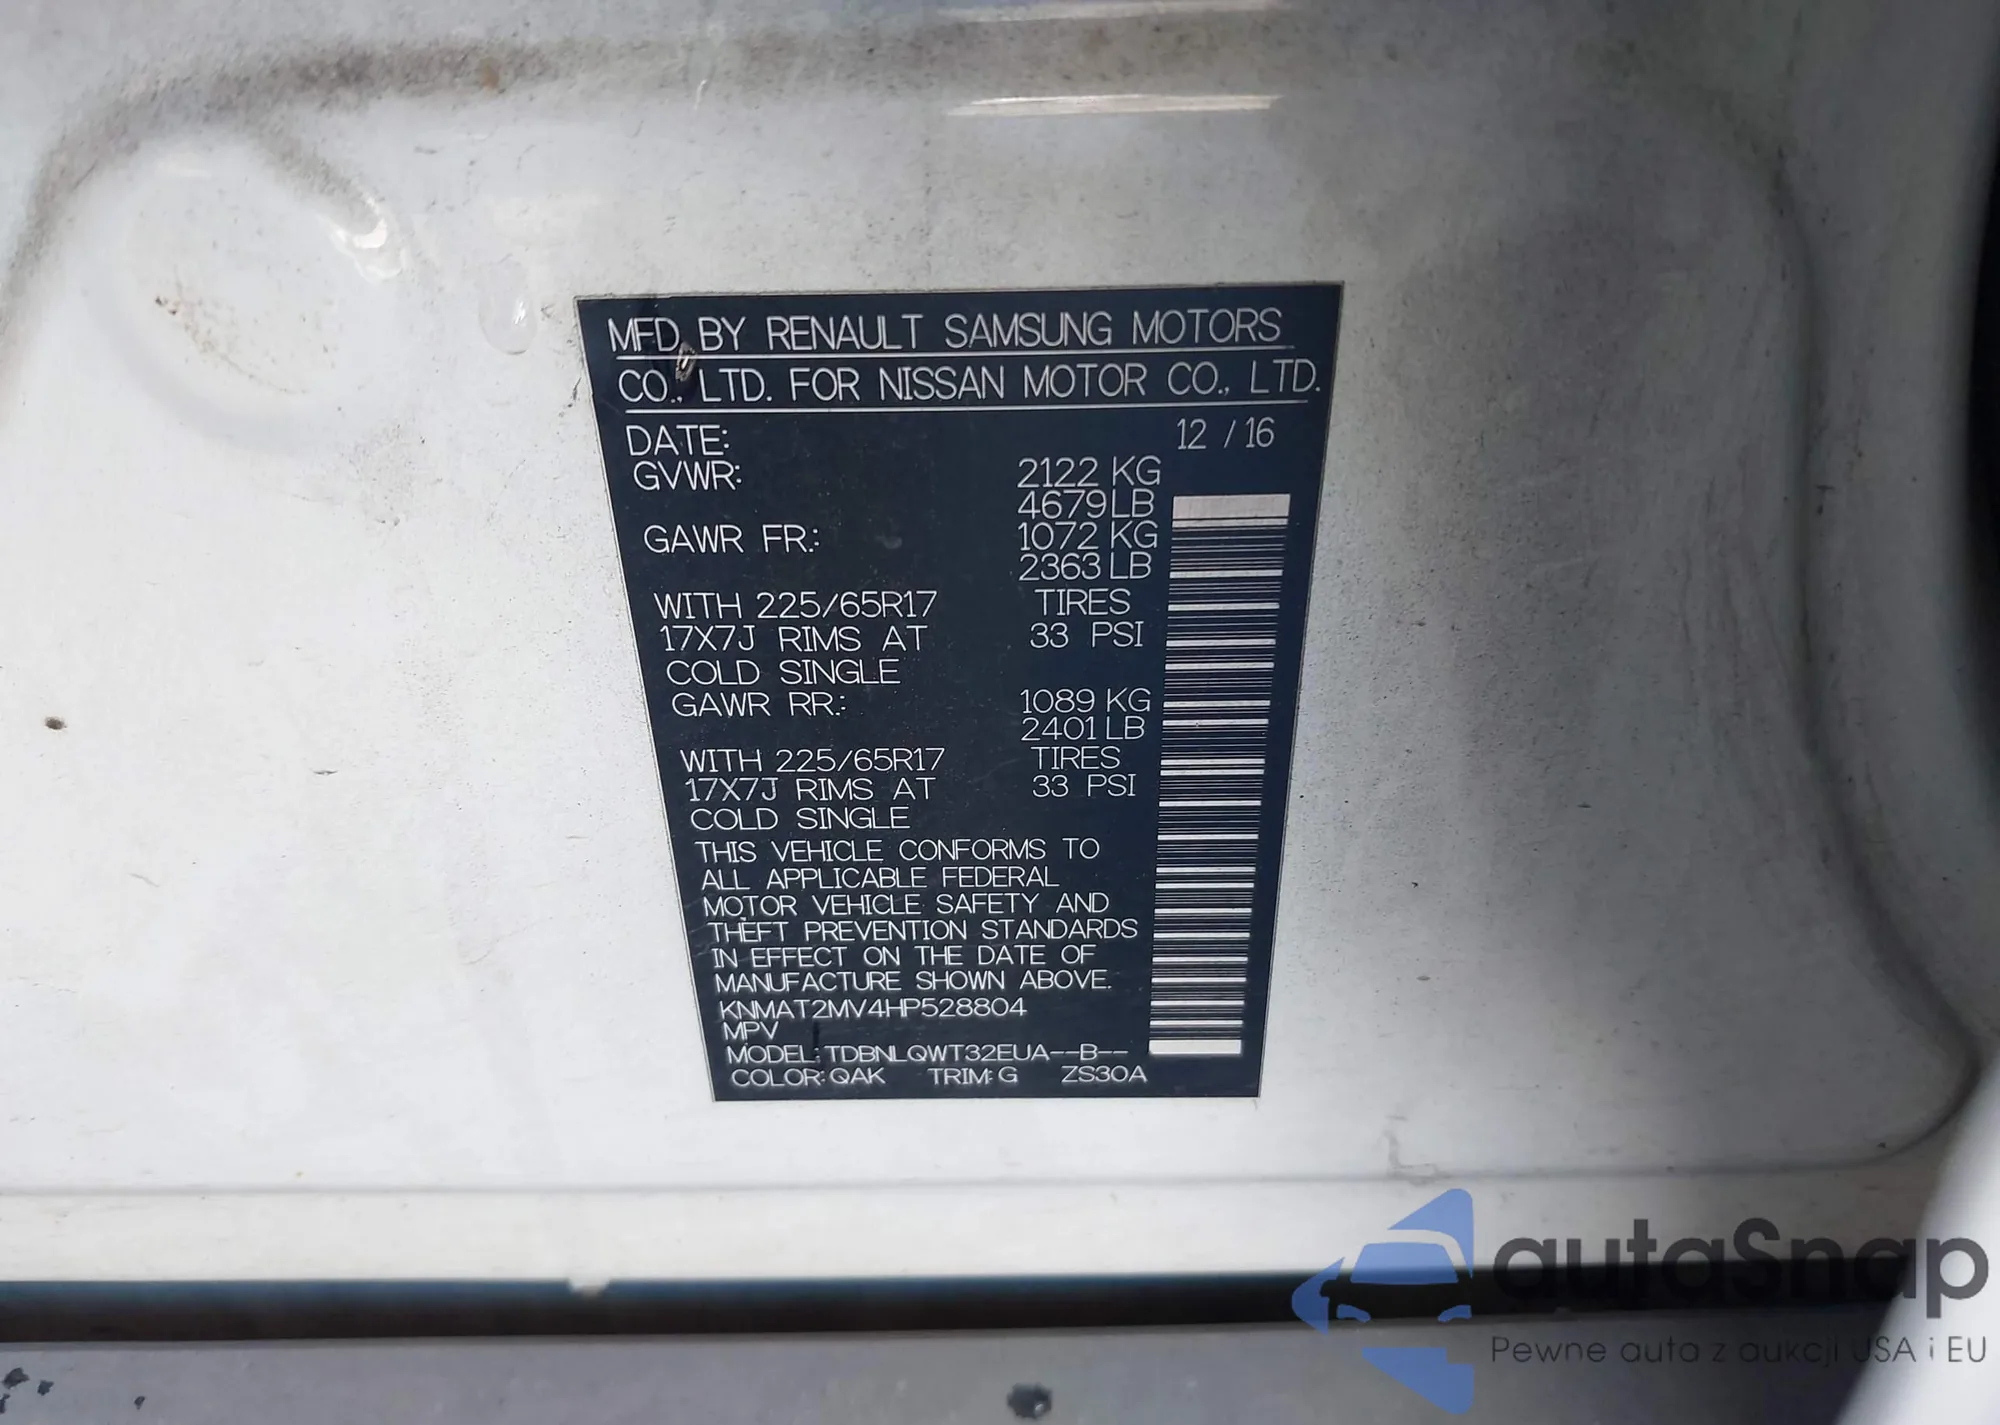 MFD. BY RENAULT SAMSUNG MOTORS
CO., LTD. FOR NISSAN MOTOR CO., LTD.
DATE: 12 / 16
GVWR: 2122 KG
4679 LB
GAWR FR.: 1072 KG
2363 LB
WITH 225/65R17 TIRES
17X7J RIMS AT 33 PSI
COLD SINGLE
GAWR RR.: 1089 KG
2401 LB
WITH 225/65R17 TIRES
17X7J RIMS AT 33 PSI
COLD SINGLE
THIS VEHICLE CONFORMS TO
ALL APPLICABLE FEDERAL
MOTOR VEHICLE SAFETY AND
THEFT PREVENTION STANDARDS
IN EFFECT ON THE DATE OF
MANUFACTURE SHOWN ABOVE.
KNMAT2MV4HP528804
MPV
MODEL: TDBNLQWT32EUA--B--
COLOR: QAK TRIM: G ZS30A
autaSnap
Pewne auta z aukcji USA i EU